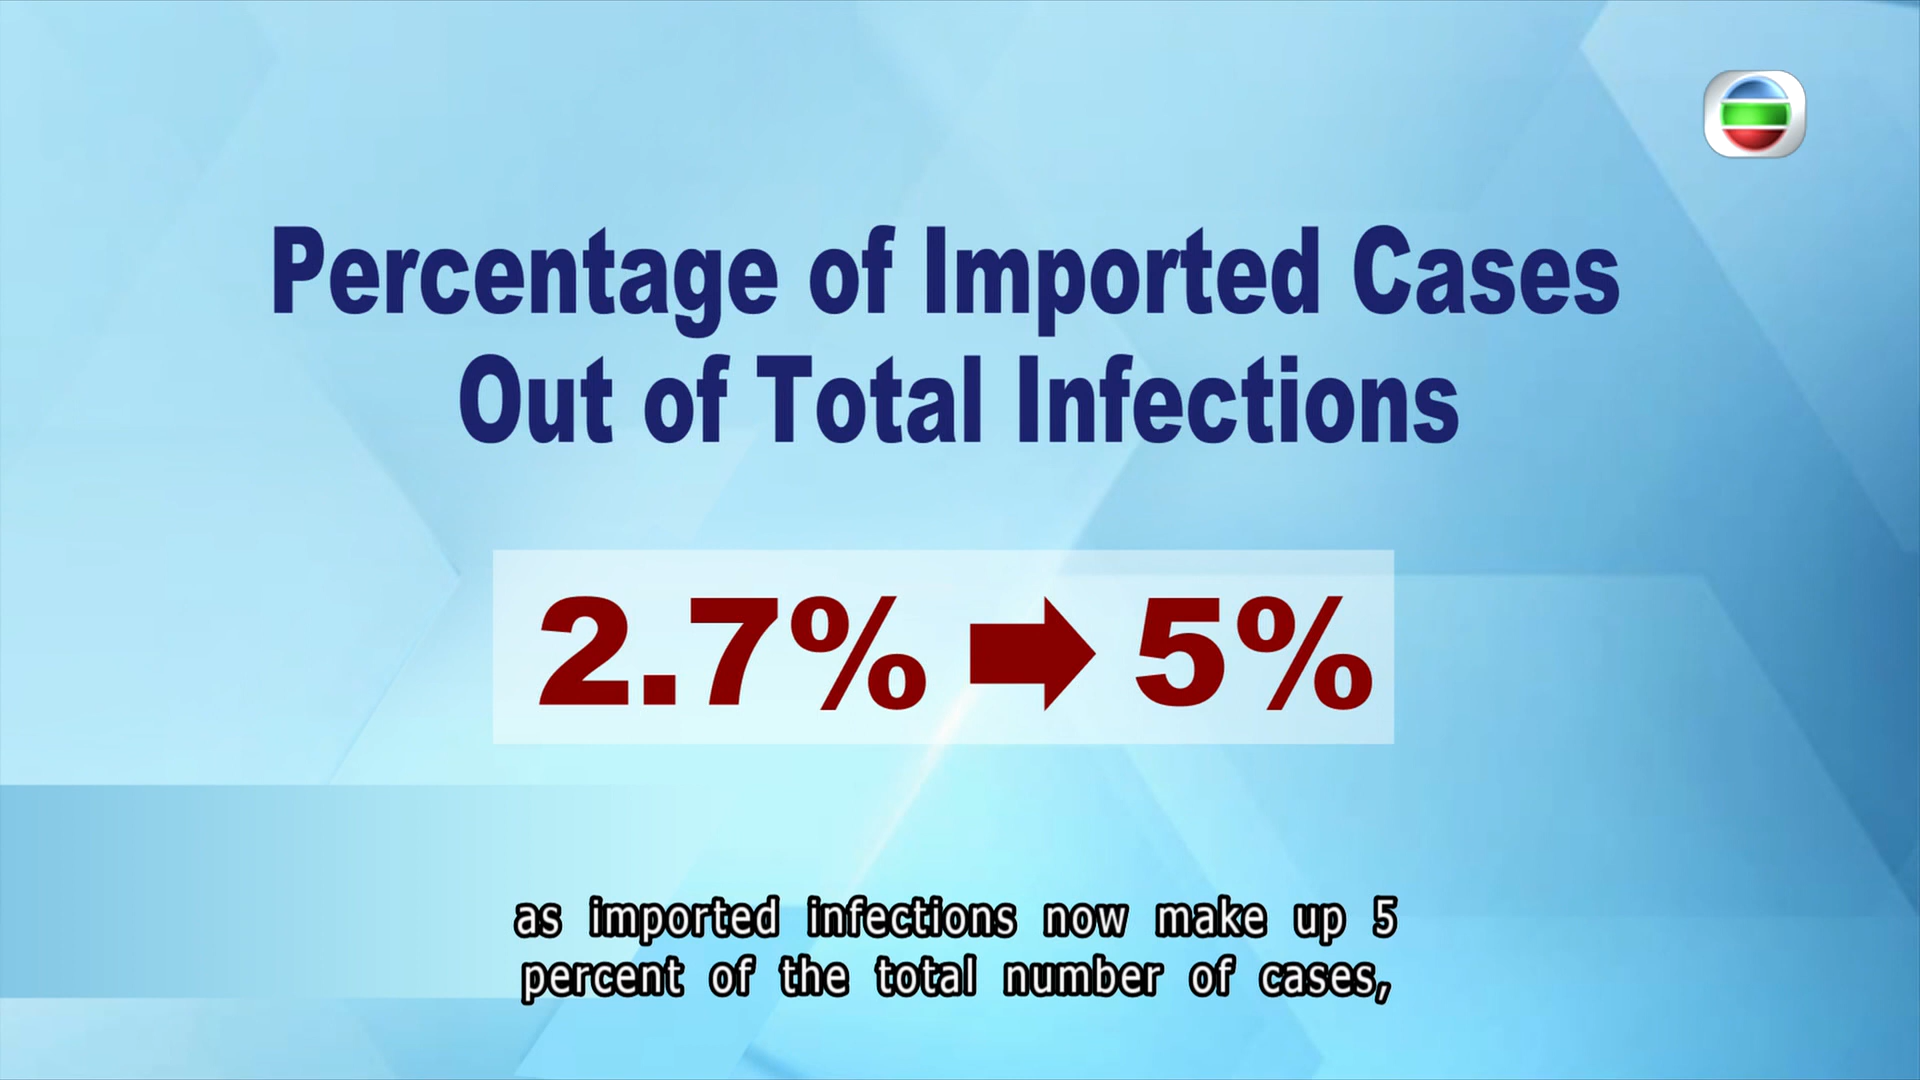 Percentage of Imported Cases
Out of Total Infections
2.7% ➡ 5%
as imported infections now make up 5
percent of the total number of cases,